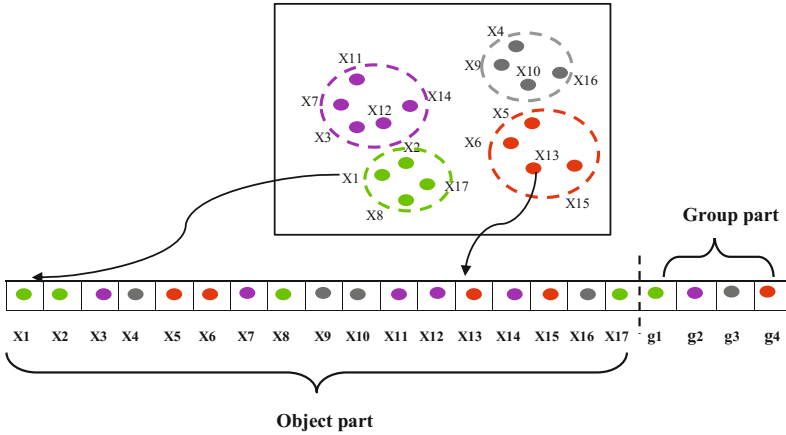 X4
X11
X9
X10
X16
X7
X12
X14
X5
X3
X6
X2
X13
X1
X17
X15
X8
Group part
X1 X2 X3 X4 X5 X6 X7 X8 X9 X10 X11 X12 X13 X14 X15 X16 X17 g1 g2 g3 g4
Object part